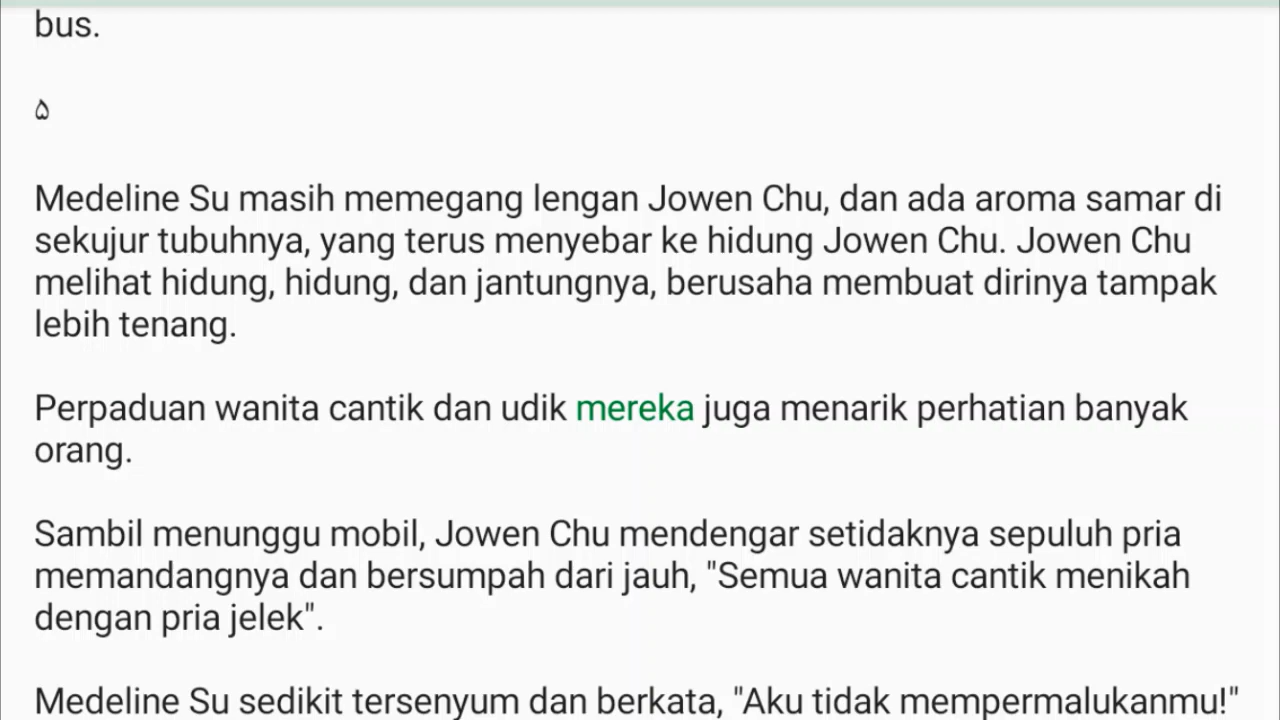 bus.
۵
Medeline Su masih memegang lengan Jowen Chu, dan ada aroma samar di
sekujur tubuhnya, yang terus menyebar ke hidung Jowen Chu. Jowen Chu
melihat hidung, hidung, dan jantungnya, berusaha membuat dirinya tampak
lebih tenang.
Perpaduan wanita cantik dan udik mereka juga menarik perhatian banyak
orang.
Sambil menunggu mobil, Jowen Chu mendengar setidaknya sepuluh pria
memandangnya dan bersumpah dari jauh, "Semua wanita cantik menikah
dengan pria jelek".
Medeline Su sedikit tersenyum dan berkata, "Aku tidak mempermalukanmu!"